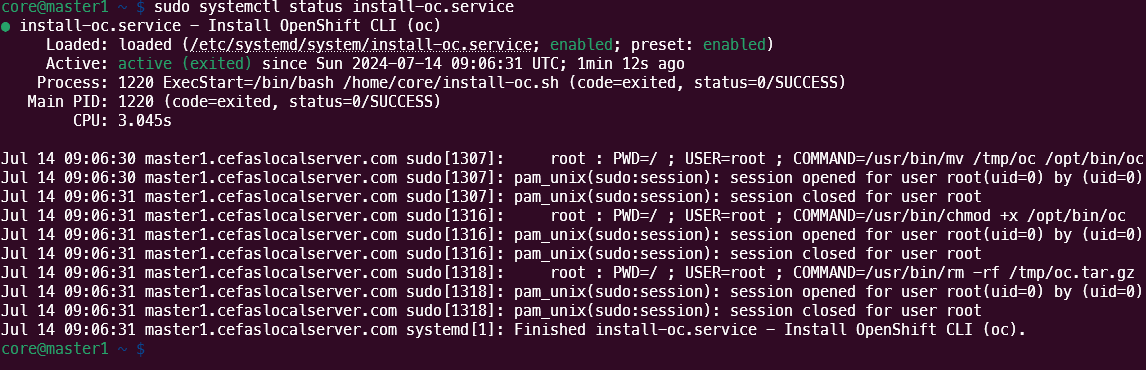 core@master1 ~ $ sudo systemctl status install-oc.service
● install-oc.service - Install OpenShift CLI (oc)
     Loaded: loaded (/etc/systemd/system/install-oc.service; enabled; preset: enabled)
     Active: active (exited) since Sun 2024-07-14 09:06:31 UTC; 1min 12s ago
    Process: 1220 ExecStart=/bin/bash /home/core/install-oc.sh (code=exited, status=0/SUCCESS)
   Main PID: 1220 (code=exited, status=0/SUCCESS)
        CPU: 3.045s

Jul 14 09:06:30 master1.cefaslocalserver.com sudo[1307]:     root : PWD=/ ; USER=root ; COMMAND=/usr/bin/mv /tmp/oc /opt/bin/oc
Jul 14 09:06:30 master1.cefaslocalserver.com sudo[1307]: pam_unix(sudo:session): session opened for user root(uid=0) by (uid=0)
Jul 14 09:06:31 master1.cefaslocalserver.com sudo[1307]: pam_unix(sudo:session): session closed for user root
Jul 14 09:06:31 master1.cefaslocalserver.com sudo[1316]:     root : PWD=/ ; USER=root ; COMMAND=/usr/bin/chmod +x /opt/bin/oc
Jul 14 09:06:31 master1.cefaslocalserver.com sudo[1316]: pam_unix(sudo:session): session opened for user root(uid=0) by (uid=0)
Jul 14 09:06:31 master1.cefaslocalserver.com sudo[1316]: pam_unix(sudo:session): session closed for user root
Jul 14 09:06:31 master1.cefaslocalserver.com sudo[1318]:     root : PWD=/ ; USER=root ; COMMAND=/usr/bin/rm -rf /tmp/oc.tar.gz
Jul 14 09:06:31 master1.cefaslocalserver.com sudo[1318]: pam_unix(sudo:session): session opened for user root(uid=0) by (uid=0)
Jul 14 09:06:31 master1.cefaslocalserver.com sudo[1318]: pam_unix(sudo:session): session closed for user root
Jul 14 09:06:31 master1.cefaslocalserver.com systemd[1]: Finished install-oc.service - Install OpenShift CLI (oc).
core@master1 ~ $